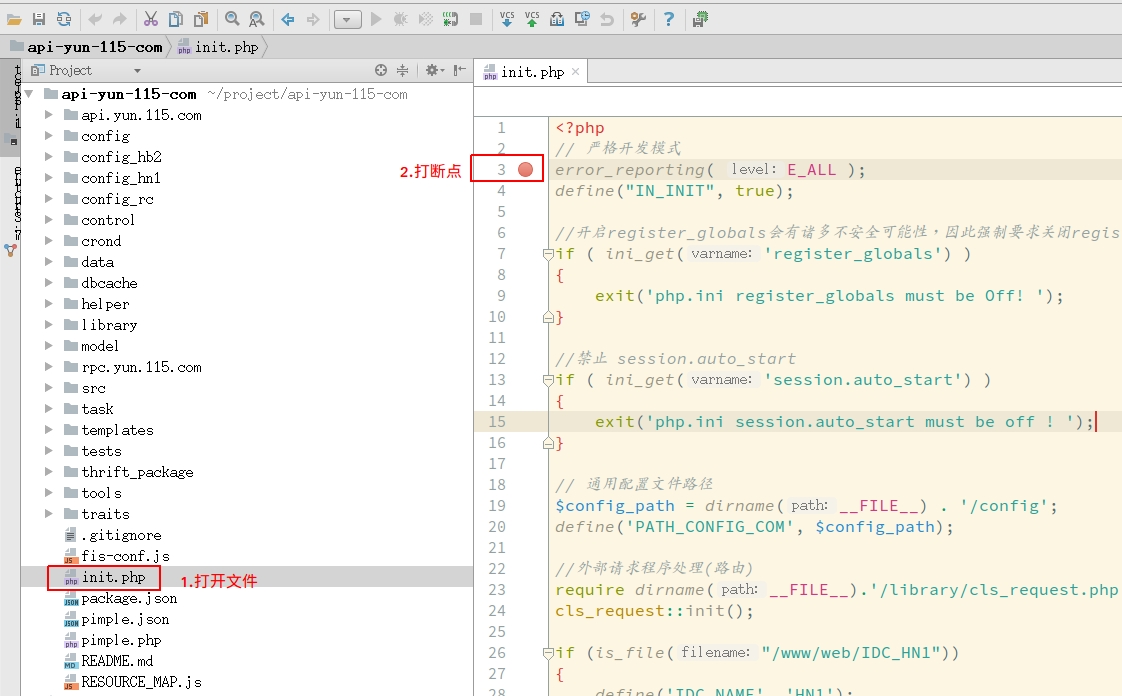 VCS VCS
api-yun-115-com init.php
Project
init.php
api-yun-115-com ~/project/api-yun-115-com
api.yun.115.com
config
config_hb2
config_hn1
config_rc
control
crond
data
dbcache
helper
library
model
rpc.yun.115.com
src
task
templates
tests
thrift_package
tools
traits
.gitignore
fis-conf.js
init.php
1.打开文件
package.json
pimple.json
pimple.php
README.md
RESOURCE_MAP.js
2.打断点
1 <?php
2 // 严格开发模式
3 error_reporting( level: E_ALL );
4 define("IN_INIT", true);
5
6 //开启register_globals会有诸多不安全可能性，因此强制要求关闭regis
7 if ( ini_get( varname: 'register_globals') )
8 {
9 exit('php.ini register_globals must be Off! ');
10 }
11
12 //禁止 session.auto_start
13 if ( ini_get( varname: 'session.auto_start') )
14 {
15 exit('php.ini session.auto_start must be off ! ');
16 }
17
18 // 通用配置文件路径
19 $config_path = dirname( path: __FILE__) . '/config';
20 define('PATH_CONFIG_COM', $config_path);
21
22 //外部请求程序处理(路由)
23 require dirname( path: __FILE__).'/library/cls_request.php
24 cls_request::init();
25
26 if (is_file( filename: "/www/web/IDC_HN1"))
27 {
28 define('IDC_NAME', 'HN1');